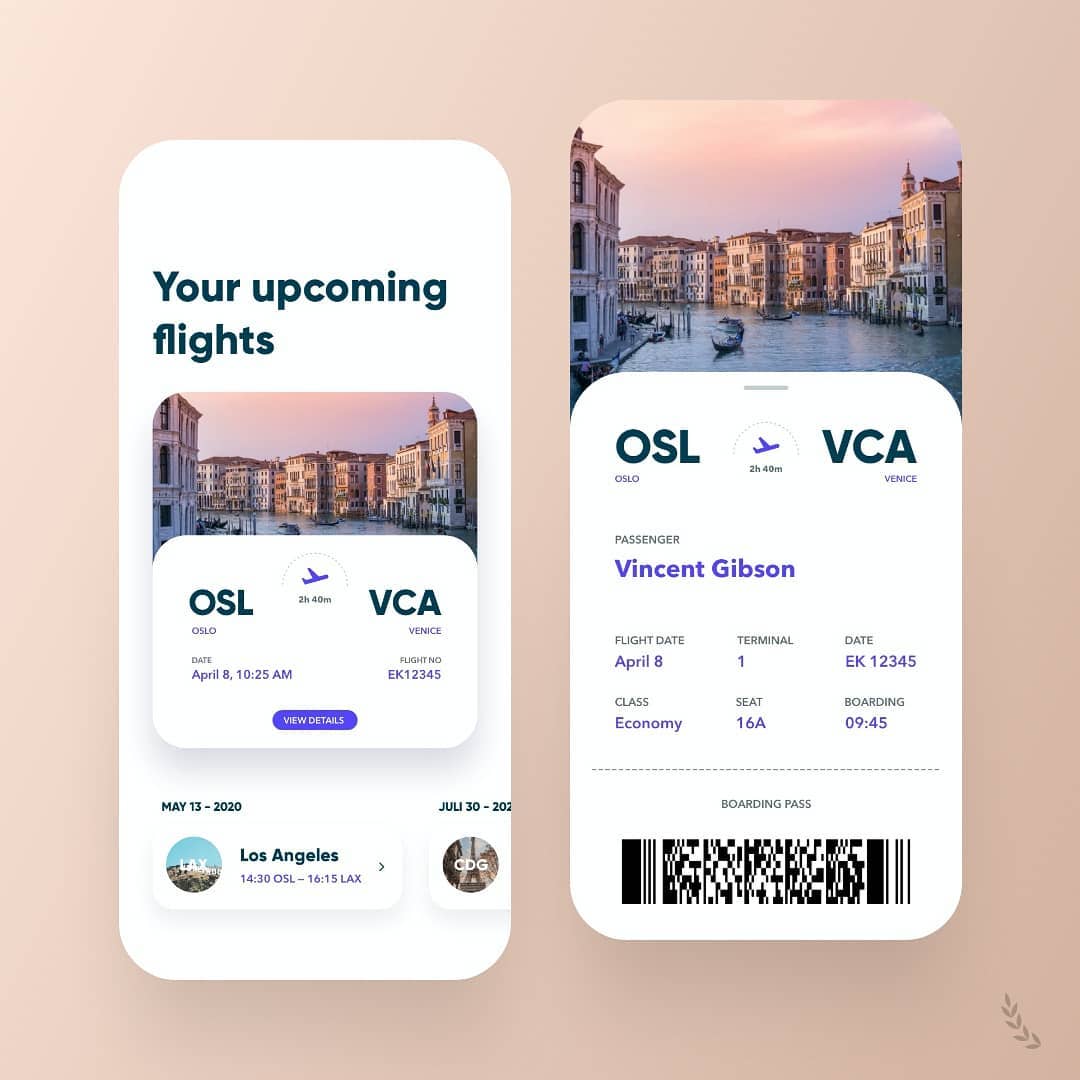 Your upcoming
flights
OSL
2h 40m
VCA
OSLO
VENICE
DATE
FLIGHT NO
April 8, 10:25 AM
EK12345
VIEW DETAILS
MAY 13 – 2020
JULI 30 – 202
LAX
Los Angeles
14:30 OSL – 16:15 LAX
CDG
OSL
2h 40m
VCA
OSLO
VENICE
PASSENGER
Vincent Gibson
FLIGHT DATE
TERMINAL
DATE
April 8
1
EK 12345
CLASS
SEAT
BOARDING
Economy
16A
09:45
BOARDING PASS